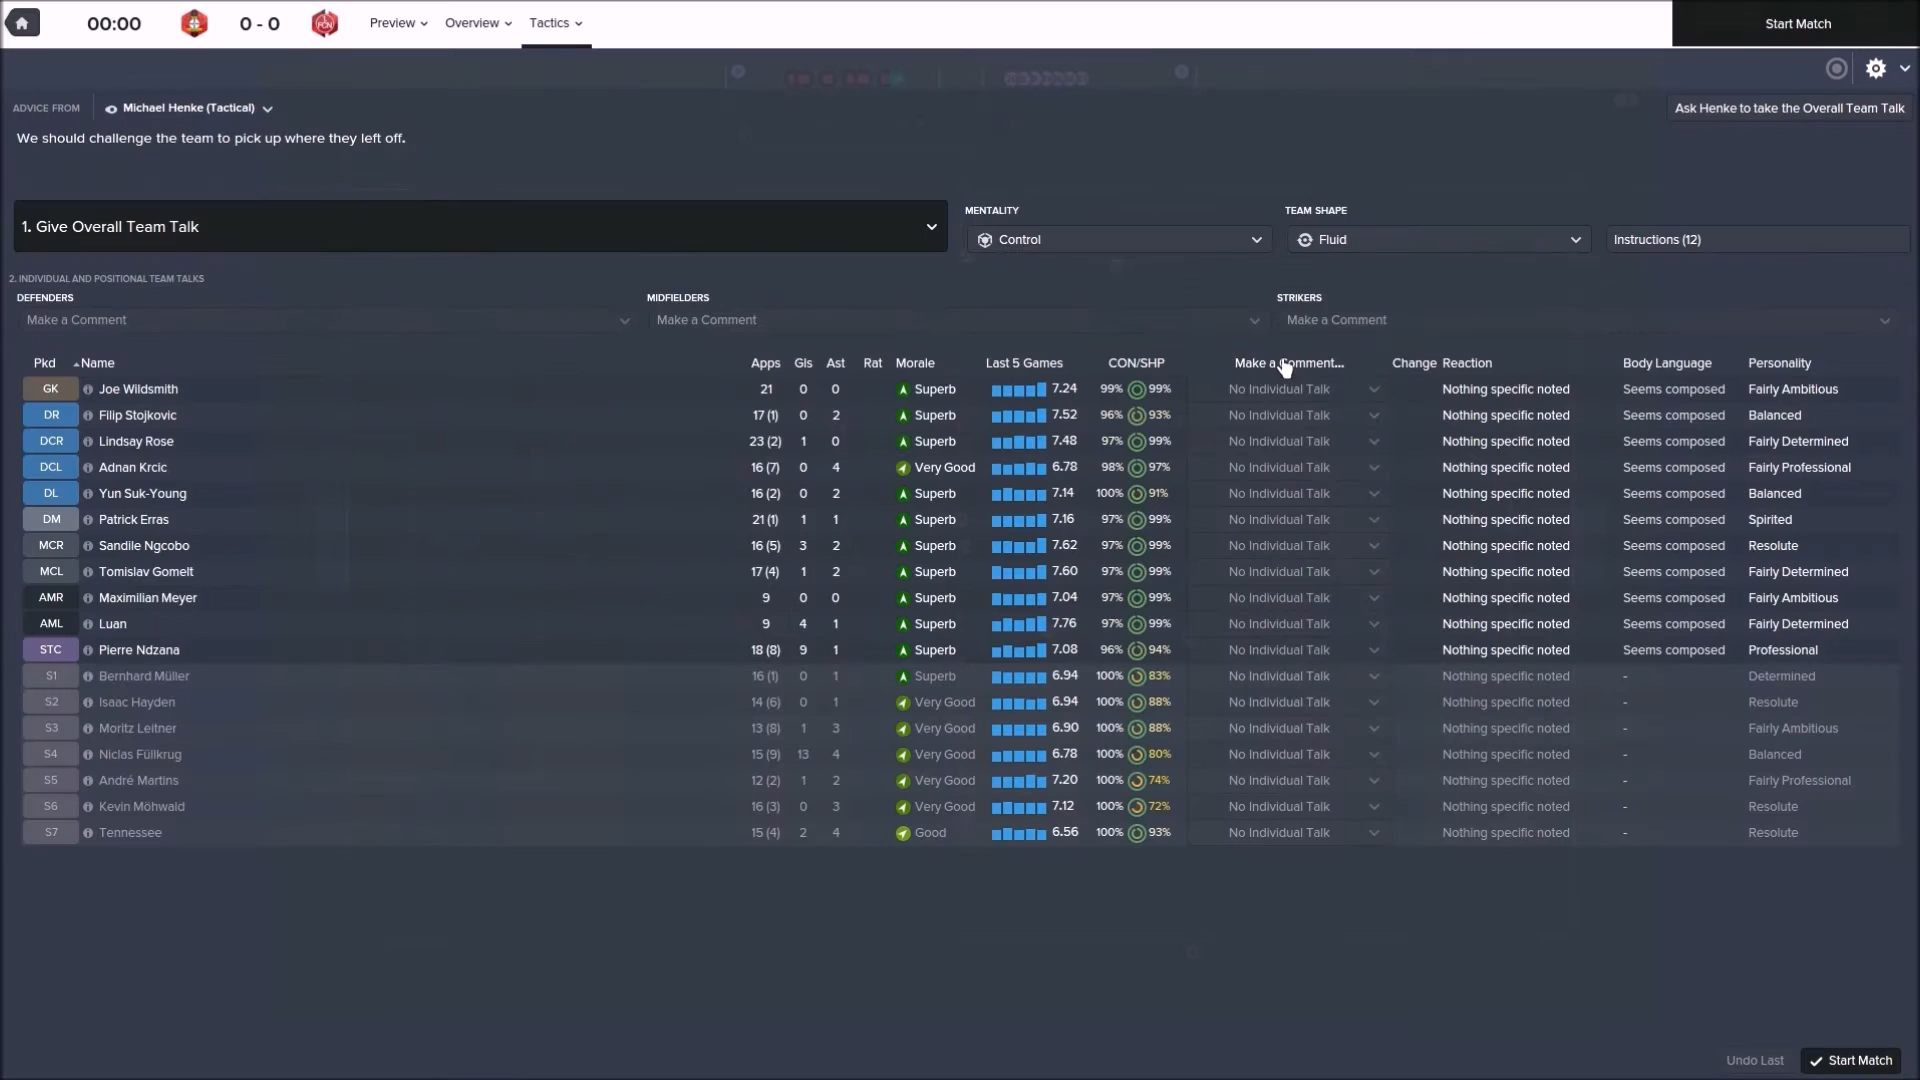 00:00 0 - 0 FCN Preview Overview Tactics Start Match
ADVICE FROM Michael Henke (Tactical) Ask Henke to take the Overall Team Talk
We should challenge the team to pick up where they left off.
MENTALITY TEAM SHAPE
1. Give Overall Team Talk Control Fluid Instructions (12)
2. INDIVIDUAL AND POSITIONAL TEAM TALKS
DEFENDERS MIDFIELDERS STRIKERS
Make a Comment Make a Comment Make a Comment
Pkd Name Apps Gls Ast Rat Morale Last 5 Games CON/SHP Make a Comment... Change Reaction Body Language Personality
GK Joe Wildsmith 21 0 0 Superb 7.24 99% 99% No Individual Talk Nothing specific noted Seems composed Fairly Ambitious
DR Filip Stojkovic 17 (1) 0 2 Superb 7.52 96% 93% No Individual Talk Nothing specific noted Seems composed Balanced
DCR Lindsay Rose 23 (2) 1 0 Superb 7.48 97% 99% No Individual Talk Nothing specific noted Seems composed Fairly Determined
DCL Adnan Krcic 16 (7) 0 4 Very Good 6.78 98% 97% No Individual Talk Nothing specific noted Seems composed Fairly Professional
DL Yun Suk-Young 16 (2) 0 2 Superb 7.14 100% 91% No Individual Talk Nothing specific noted Seems composed Balanced
DM Patrick Erras 21 (1) 1 1 Superb 7.16 97% 99% No Individual Talk Nothing specific noted Seems composed Spirited
MCR Sandile Ngcobo 16 (5) 3 2 Superb 7.62 97% 99% No Individual Talk Nothing specific noted Seems composed Resolute
MCL Tomislav Gomelt 17 (4) 1 2 Superb 7.60 97% 99% No Individual Talk Nothing specific noted Seems composed Fairly Determined
AMR Maximilian Meyer 9 0 0 Superb 7.04 97% 99% No Individual Talk Nothing specific noted Seems composed Fairly Ambitious
AML Luan 9 4 1 Superb 7.76 97% 99% No Individual Talk Nothing specific noted Seems composed Fairly Determined
STC Pierre Ndzana 18 (8) 9 1 Superb 7.08 96% 94% No Individual Talk Nothing specific noted Seems composed Professional
S1 Bernhard Müller 16 (1) 0 1 Superb 6.94 100% 83% No Individual Talk Nothing specific noted - Determined
S2 Isaac Hayden 14 (6) 0 1 Very Good 6.94 100% 88% No Individual Talk Nothing specific noted - Resolute
S3 Moritz Leitner 13 (8) 1 3 Very Good 6.90 100% 88% No Individual Talk Nothing specific noted - Fairly Ambitious
S4 Niclas Füllkrug 15 (9) 13 4 Very Good 6.78 100% 80% No Individual Talk Nothing specific noted - Balanced
S5 André Martins 12 (2) 1 2 Very Good 7.20 100% 74% No Individual Talk Nothing specific noted - Fairly Professional
S6 Kevin Möhwald 16 (3) 0 3 Very Good 7.12 100% 72% No Individual Talk Nothing specific noted - Resolute
S7 Tennessee 15 (4) 2 4 Good 6.56 100% 93% No Individual Talk Nothing specific noted - Resolute
Undo Last Start Match